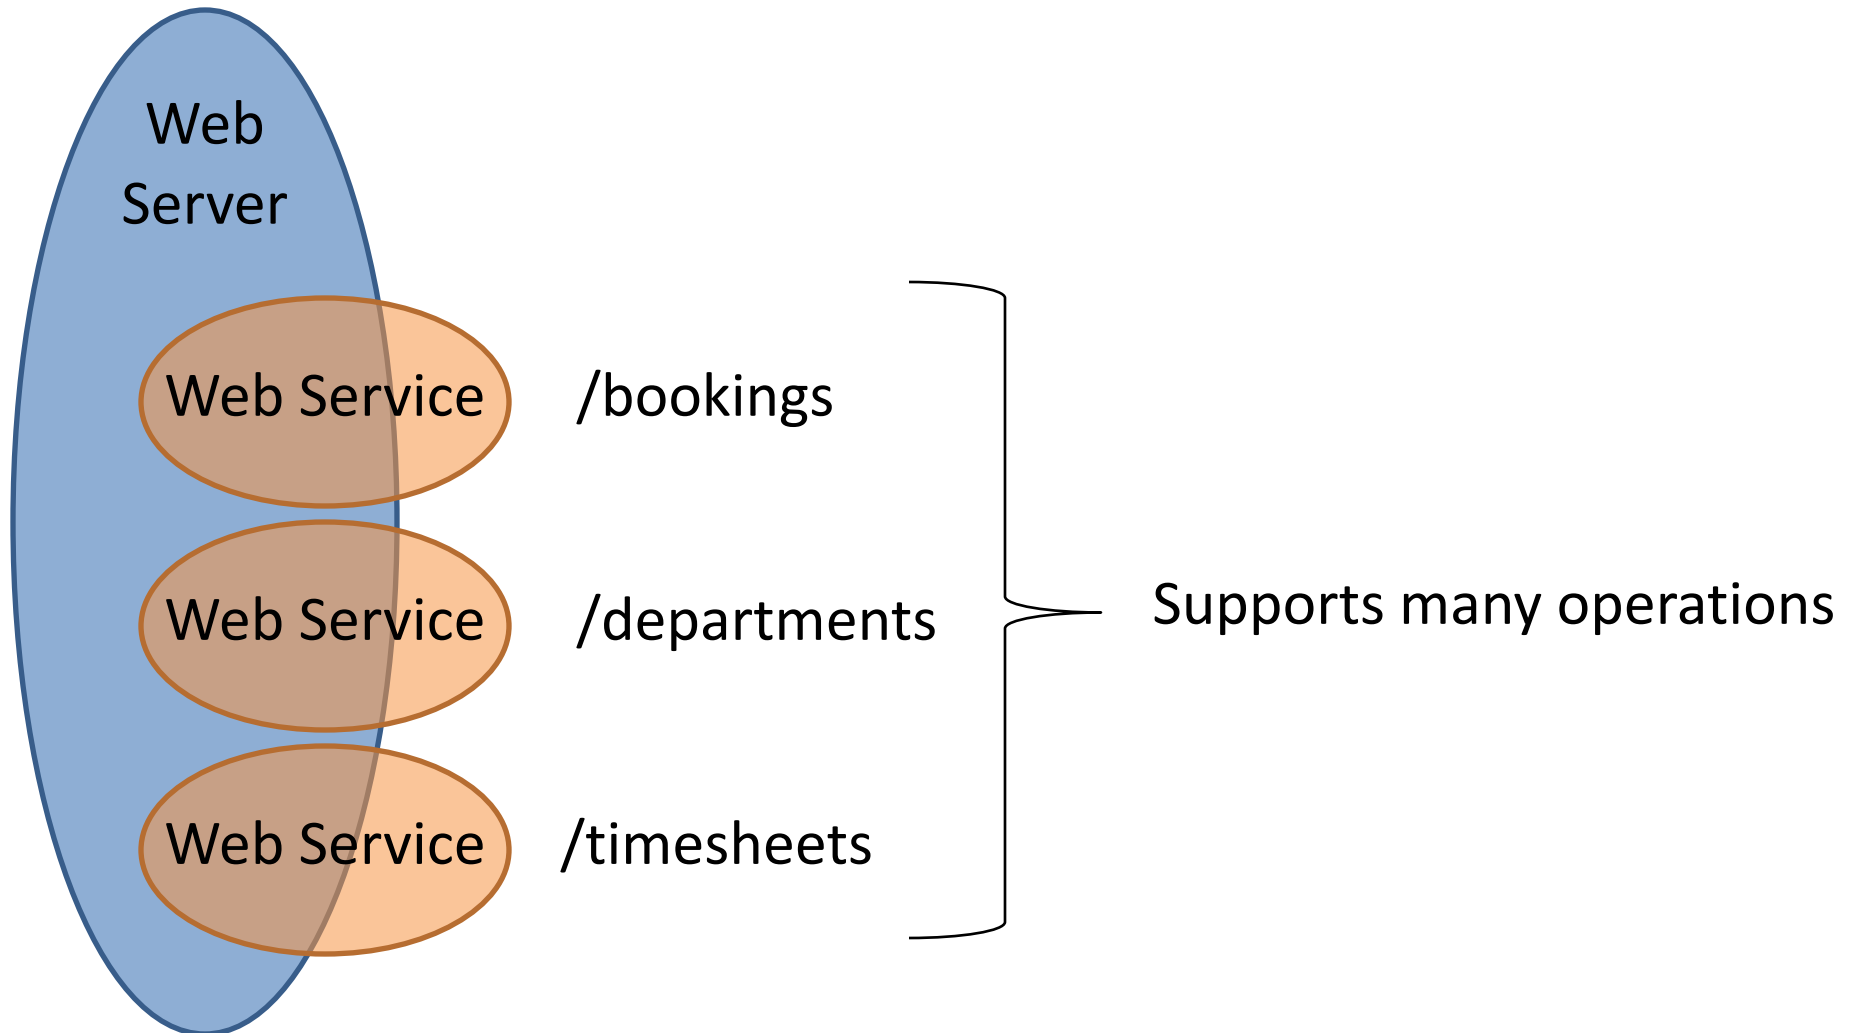 Web
Server
Web Service
/bookings
Web Service
/departments
Supports many operations
Web Service
/timesheets